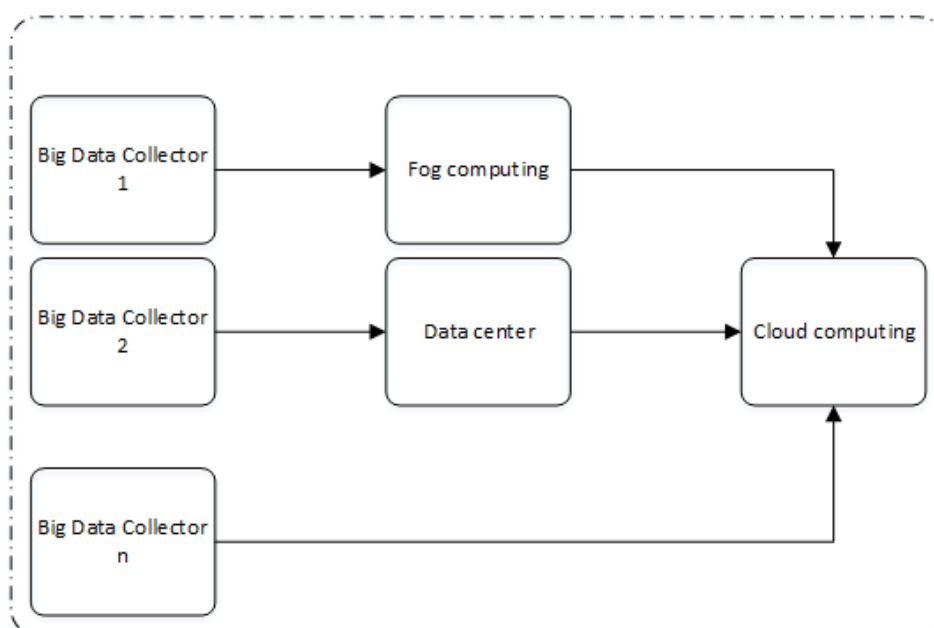 Big Data Collector
1
Fog computing
Big Data Collector
2
Data center
Cloud computing
Big Data Collector
n